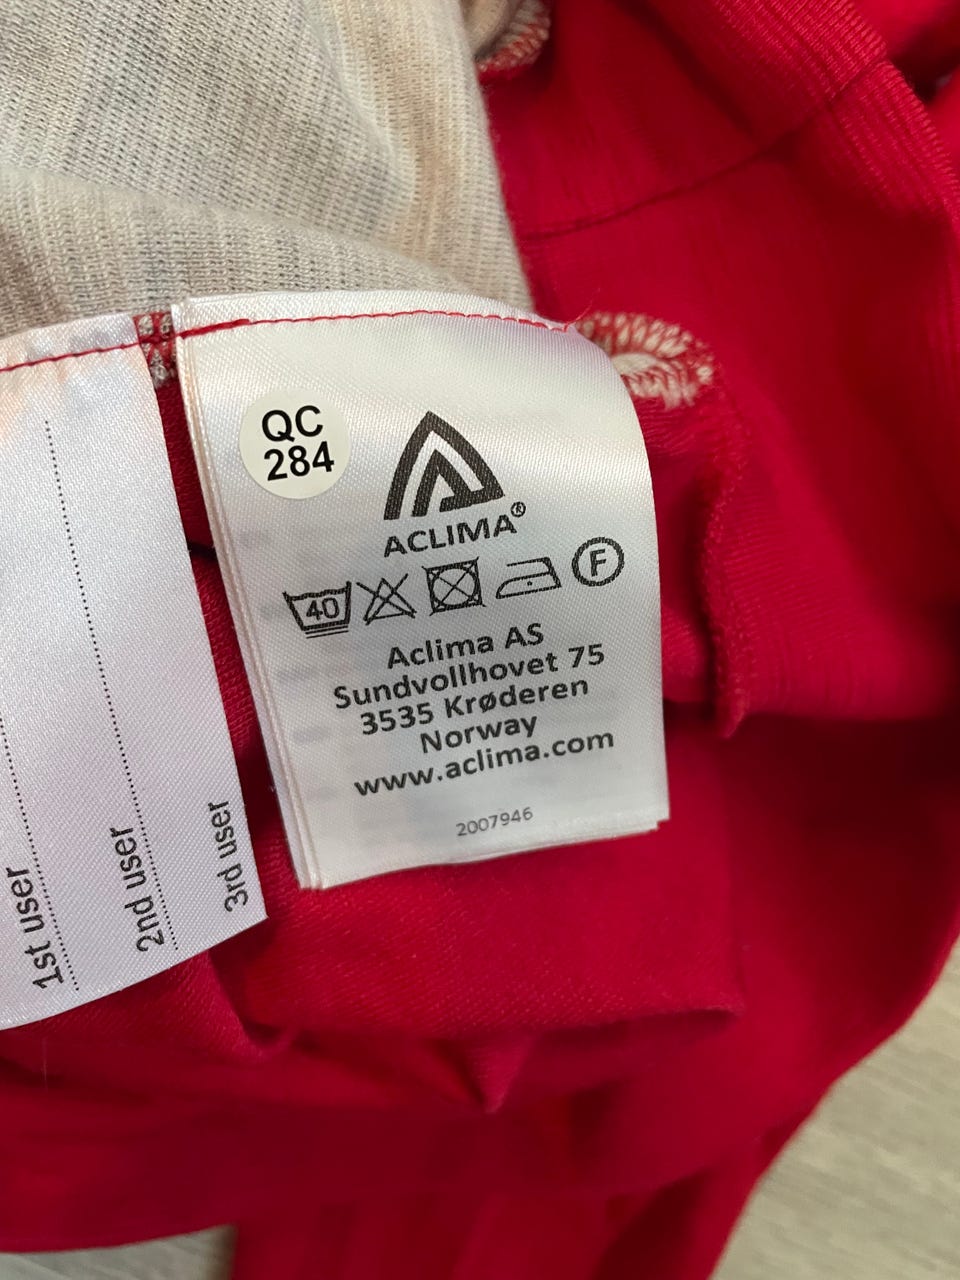 QC
284
ACLIMA®
40
F
Aclima AS
Sundvollhovet 75
3535 Krøderen
Norway
www.aclima.com
2007946
1st user
2nd user
3rd user